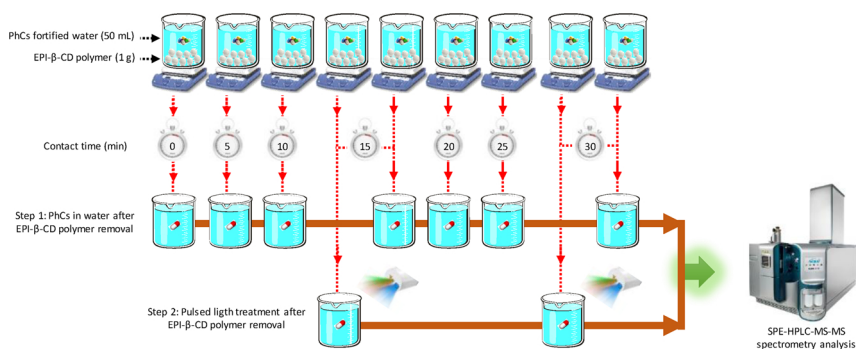 PhCs fortified water (50 mL)
EPI-β-CD polymer (1 g)
Contact time (min)
0 5 10 15 20 25 30
Step 1: PhCs in water after
EPI-β-CD polymer removal
Step 2: Pulsed ligth treatment after
EPI-β-CD polymer removal
SPE-HPLC-MS-MS
spectrometry analysis